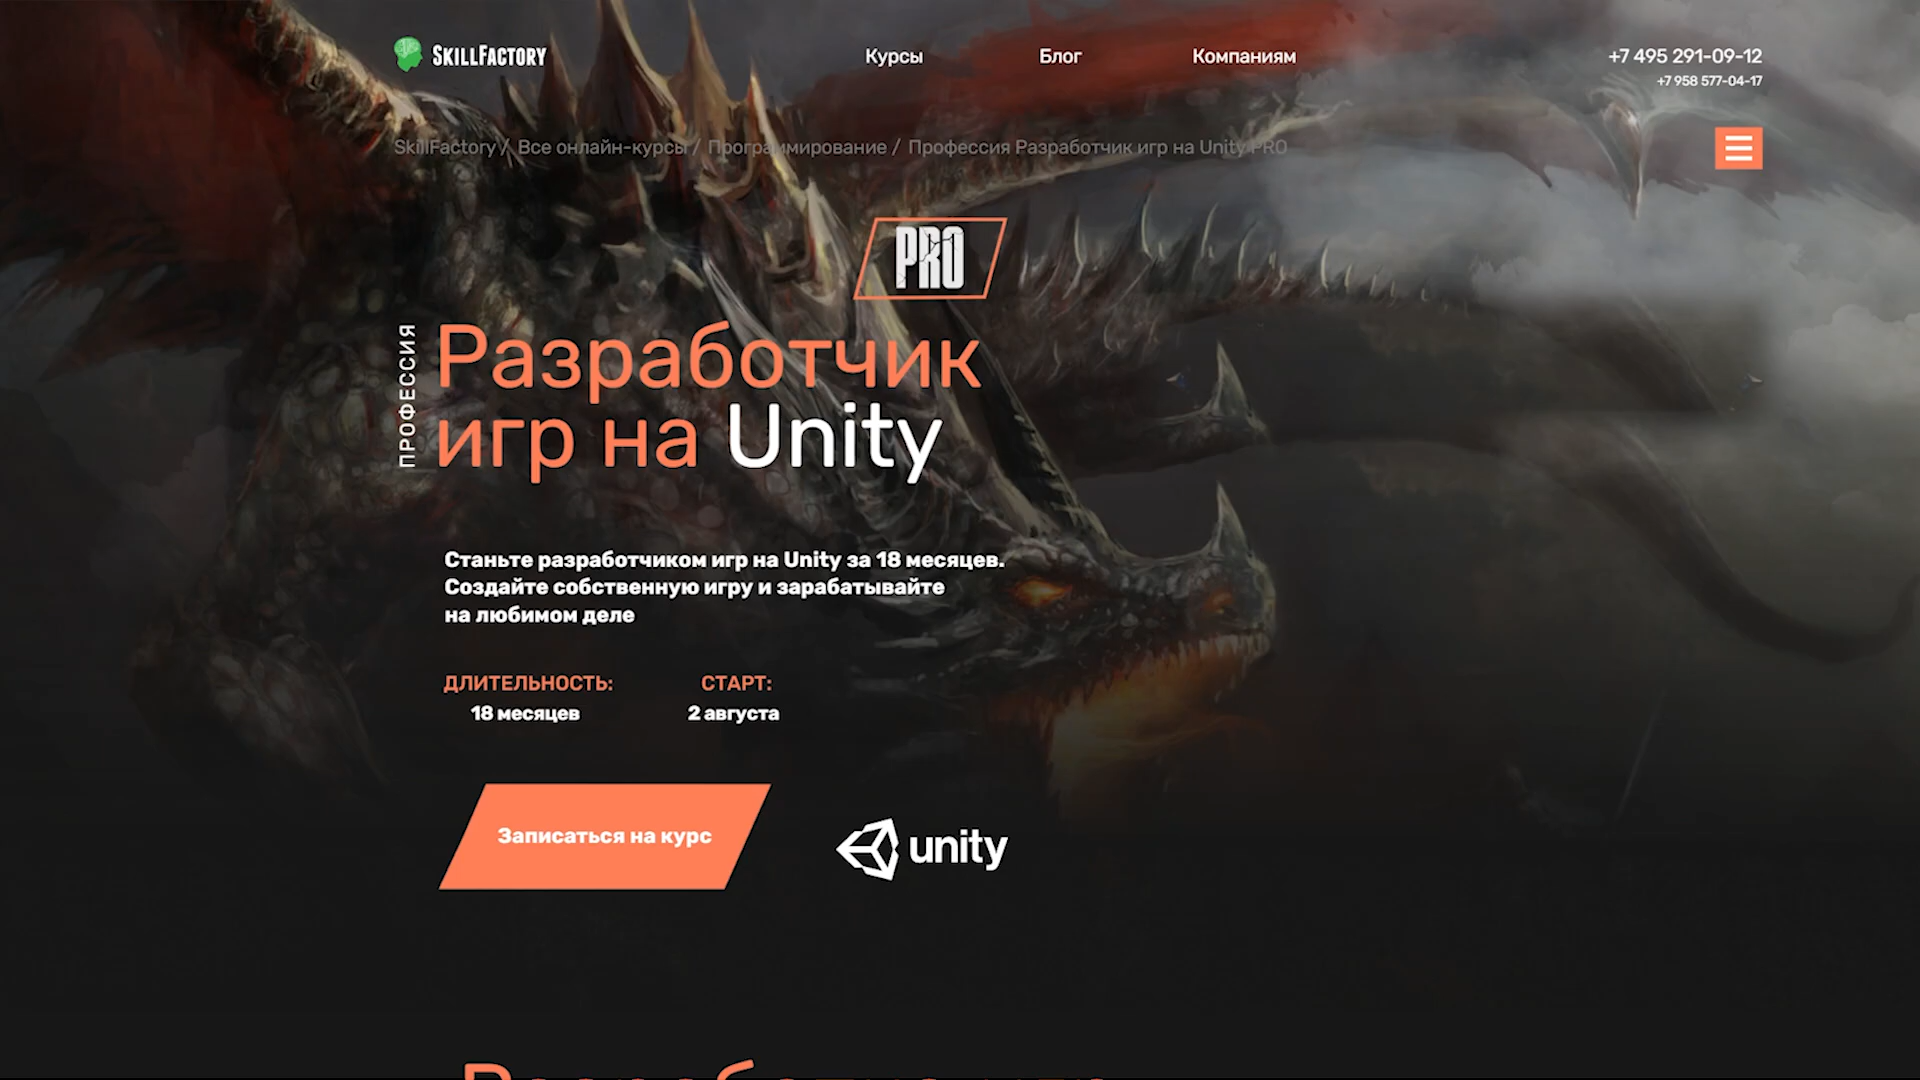 SKILLFACTORY
Курсы
Блог
Компаниям
+7 495 291-09-12
+7 958 577-04-17
SkillFactory / Все онлайн-курсы / Программирование / Профессия Разработчик игр на Unity PRO
PRO
ПРОФЕССИЯ
Разработчик
игр на Unity
Станьте разработчиком игр на Unity за 18 месяцев.
Создайте собственную игру и зарабатывайте
на любимом деле
ДЛИТЕЛЬНОСТЬ:
18 месяцев
СТАРТ:
2 августа
Записаться на курс
unity